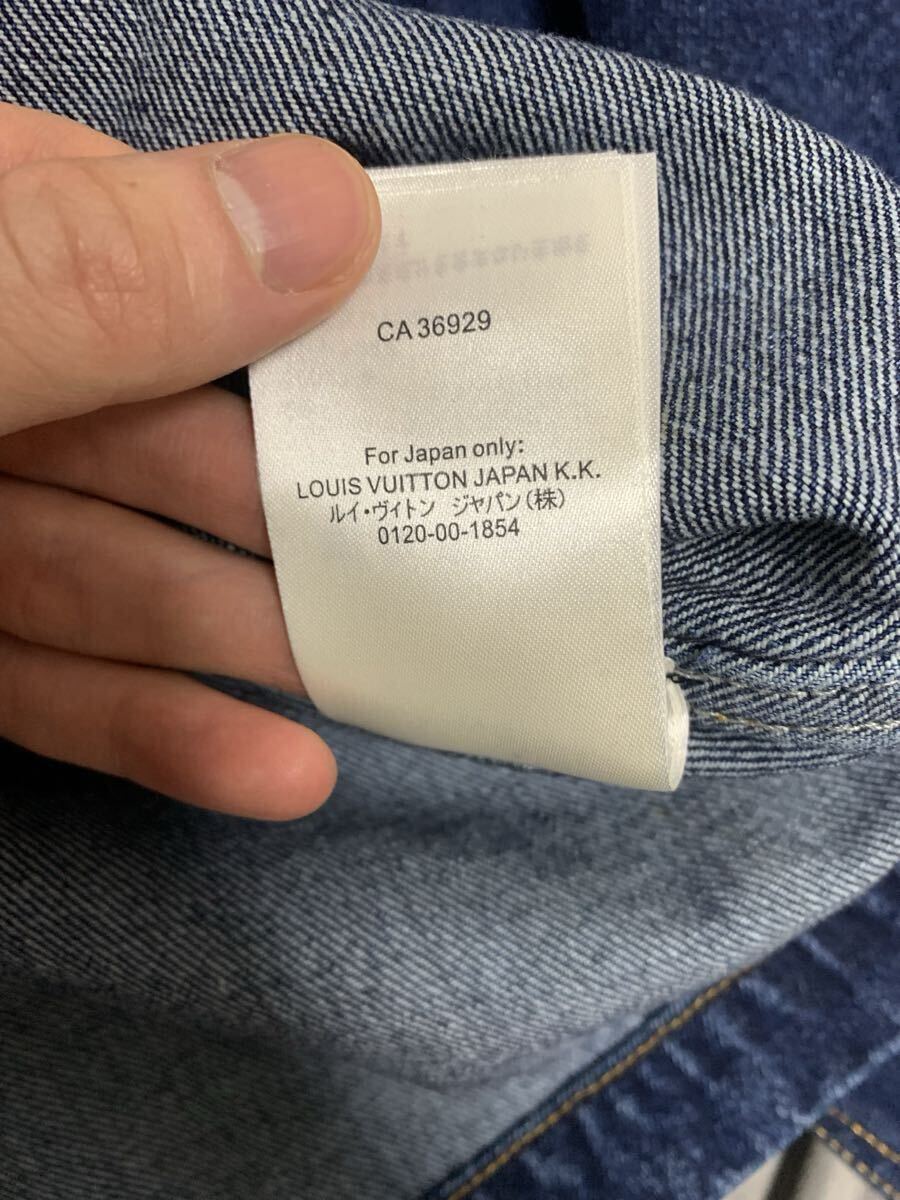 CA 36929
For Japan only:
LOUIS VUITTON JAPAN K.K.
ルイ・ヴィトン ジャパン(株)
0120-00-1854